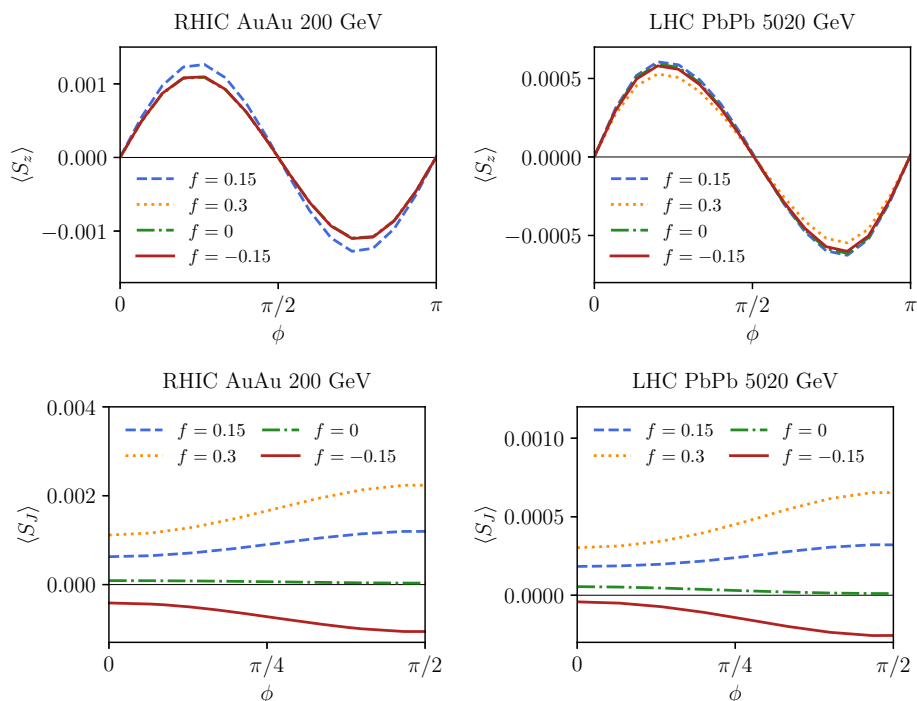 RHIC AuAu 200 GeV
0.001
0.000
−0.001
⟨S_z⟩
f = 0.15
f = 0.3
f = 0
f = −0.15
0
π/2
π
ϕ
LHC PbPb 5020 GeV
0.0005
0.0000
−0.0005
⟨S_z⟩
f = 0.15
f = 0.3
f = 0
f = −0.15
0
π/2
π
ϕ
RHIC AuAu 200 GeV
0.004
0.002
0.000
⟨S_J⟩
f = 0.15
f = 0
f = 0.3
f = −0.15
0
π/4
π/2
ϕ
LHC PbPb 5020 GeV
0.0010
0.0005
0.0000
⟨S_J⟩
f = 0.15
f = 0
f = 0.3
f = −0.15
0
π/4
π/2
ϕ